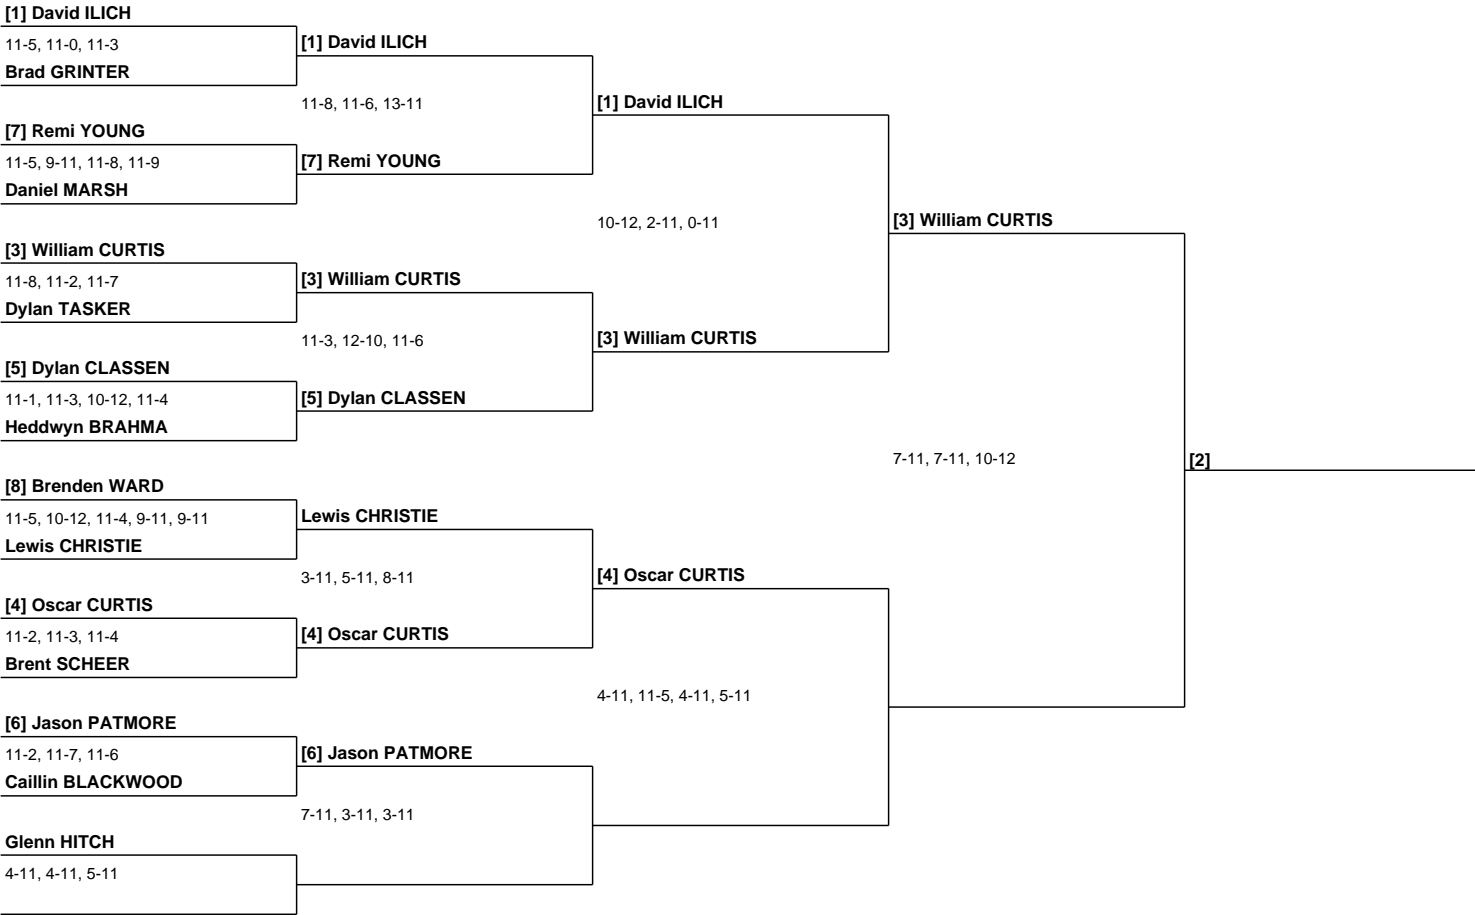 [1] David ILICH
11-5, 11-0, 11-3
Brad GRINTER
[7] Remi YOUNG
11-5, 9-11, 11-8, 11-9
Daniel MARSH
[3] William CURTIS
11-8, 11-2, 11-7
Dylan TASKER
[5] Dylan CLASSEN
11-1, 11-3, 10-12, 11-4
Heddwyn BRAHMA
[8] Brenden WARD
11-5, 10-12, 11-4, 9-11, 9-11
Lewis CHRISTIE
[4] Oscar CURTIS
11-2, 11-3, 11-4
Brent SCHEER
[6] Jason PATMORE
11-2, 11-7, 11-6
Caillin BLACKWOOD
Glenn HITCH
4-11, 4-11, 5-11
[1] David ILICH
11-8, 11-6, 13-11
[7] Remi YOUNG
[3] William CURTIS
11-3, 12-10, 11-6
[5] Dylan CLASSEN
Lewis CHRISTIE
3-11, 5-11, 8-11
[4] Oscar CURTIS
[6] Jason PATMORE
7-11, 3-11, 3-11
[1] David ILICH
10-12, 2-11, 0-11
[3] William CURTIS
[4] Oscar CURTIS
4-11, 11-5, 4-11, 5-11
[3] William CURTIS
7-11, 7-11, 10-12
[2]